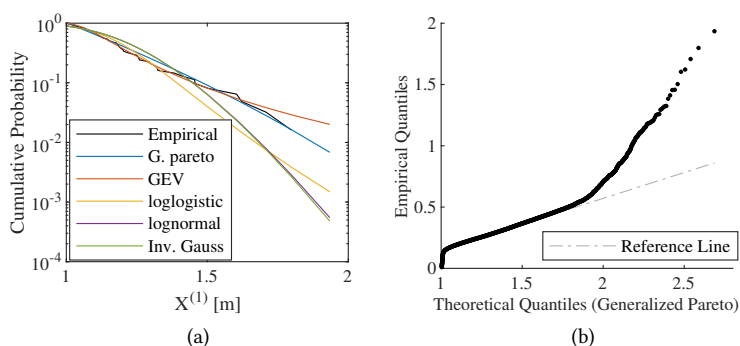 10^0
10^-1
10^-2
10^-3
10^-4
Cumulative Probability
Empirical
G. pareto
GEV
loglogistic
lognormal
Inv. Gauss
1
1.5
2
X^(1) [m]
(a)
2
1.5
1
0.5
0
Empirical Quantiles
Reference Line
1
1.5
2
2.5
Theoretical Quantiles (Generalized Pareto)
(b)